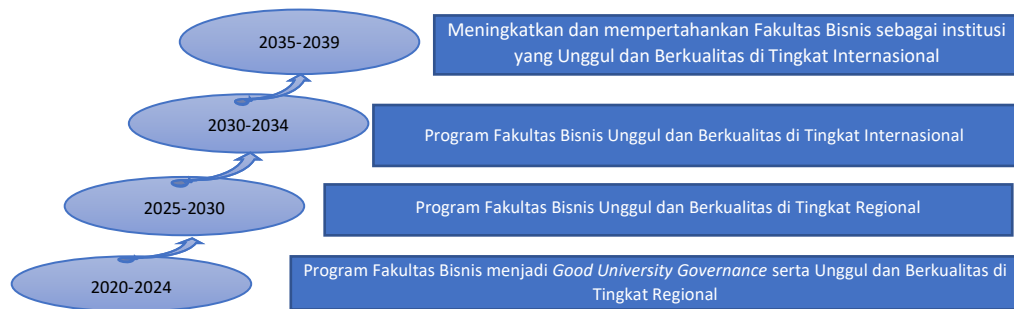 2035-2039
Meningkatkan dan mempertahankan Fakultas Bisnis sebagai institusi
yang Unggul dan Berkualitas di Tingkat Internasional
2030-2034
Program Fakultas Bisnis Unggul dan Berkualitas di Tingkat Internasional
2025-2030
Program Fakultas Bisnis Unggul dan Berkualitas di Tingkat Regional
2020-2024
Program Fakultas Bisnis menjadi Good University Governance serta Unggul dan Berkualitas di
Tingkat Regional